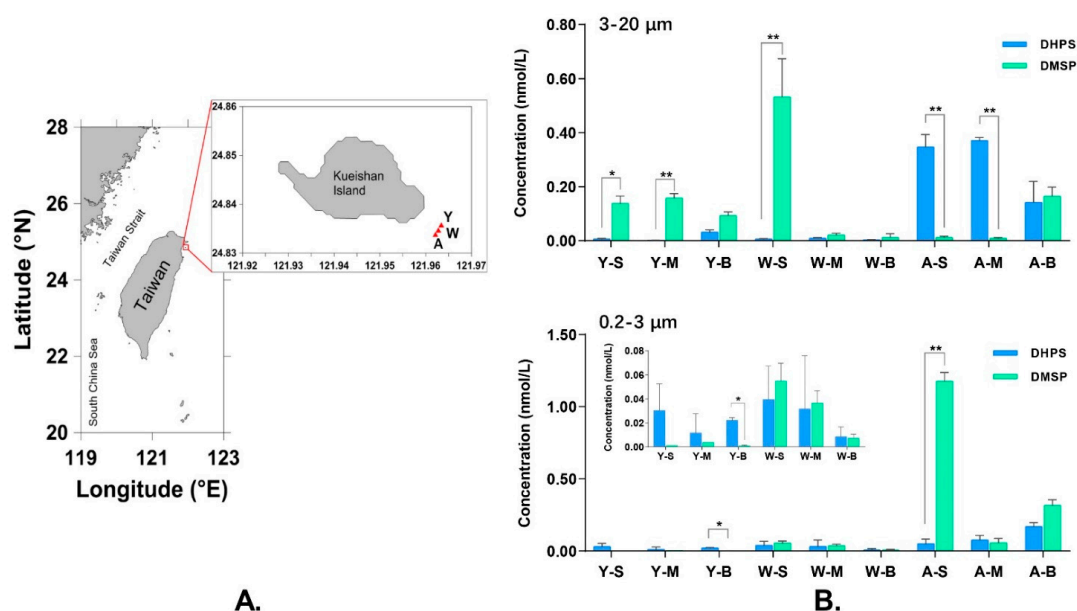 24.86
24.85
24.84
24.83
121.92 121.93 121.94 121.95 121.96 121.97
Kueishan
Island
Y
W
A
28
26
24
22
20
119 121 123
Latitude (°N)
Longitude (°E)
Taiwan Strait
Taiwan
South China Sea
A.
3-20 μm
DHPS
DMSP
Concentration (nmol/L)
0.80
0.60
0.40
0.20
0.00
* ** ** ** **
Y-S Y-M Y-B W-S W-M W-B A-S A-M A-B
0.2-3 μm
DHPS
DMSP
Concentration (nmol/L)
1.50
1.00
0.50
0.00
* **
Y-S Y-M Y-B W-S W-M W-B A-S A-M A-B
Concentration (nmol/L)
0.08
0.06
0.04
0.02
0.00
*
Y-S Y-M Y-B W-S W-M W-B
B.